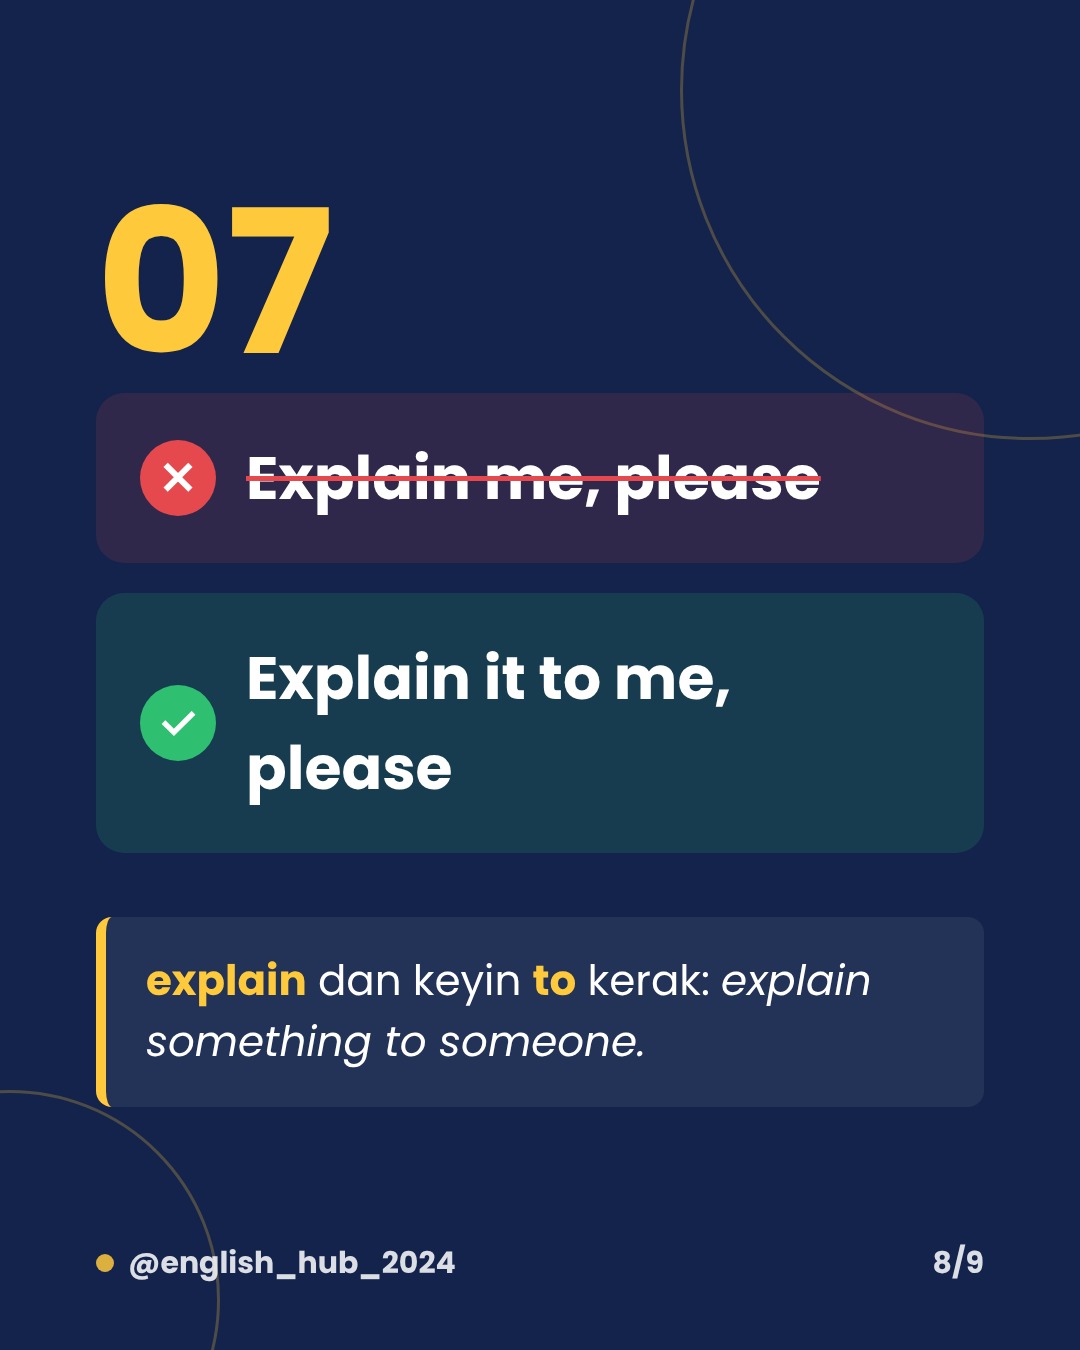 07
Explain me, please
Explain it to me,
please
explain dan keyin to kerak: explain
something to someone.
@english_hub_2024
8/9